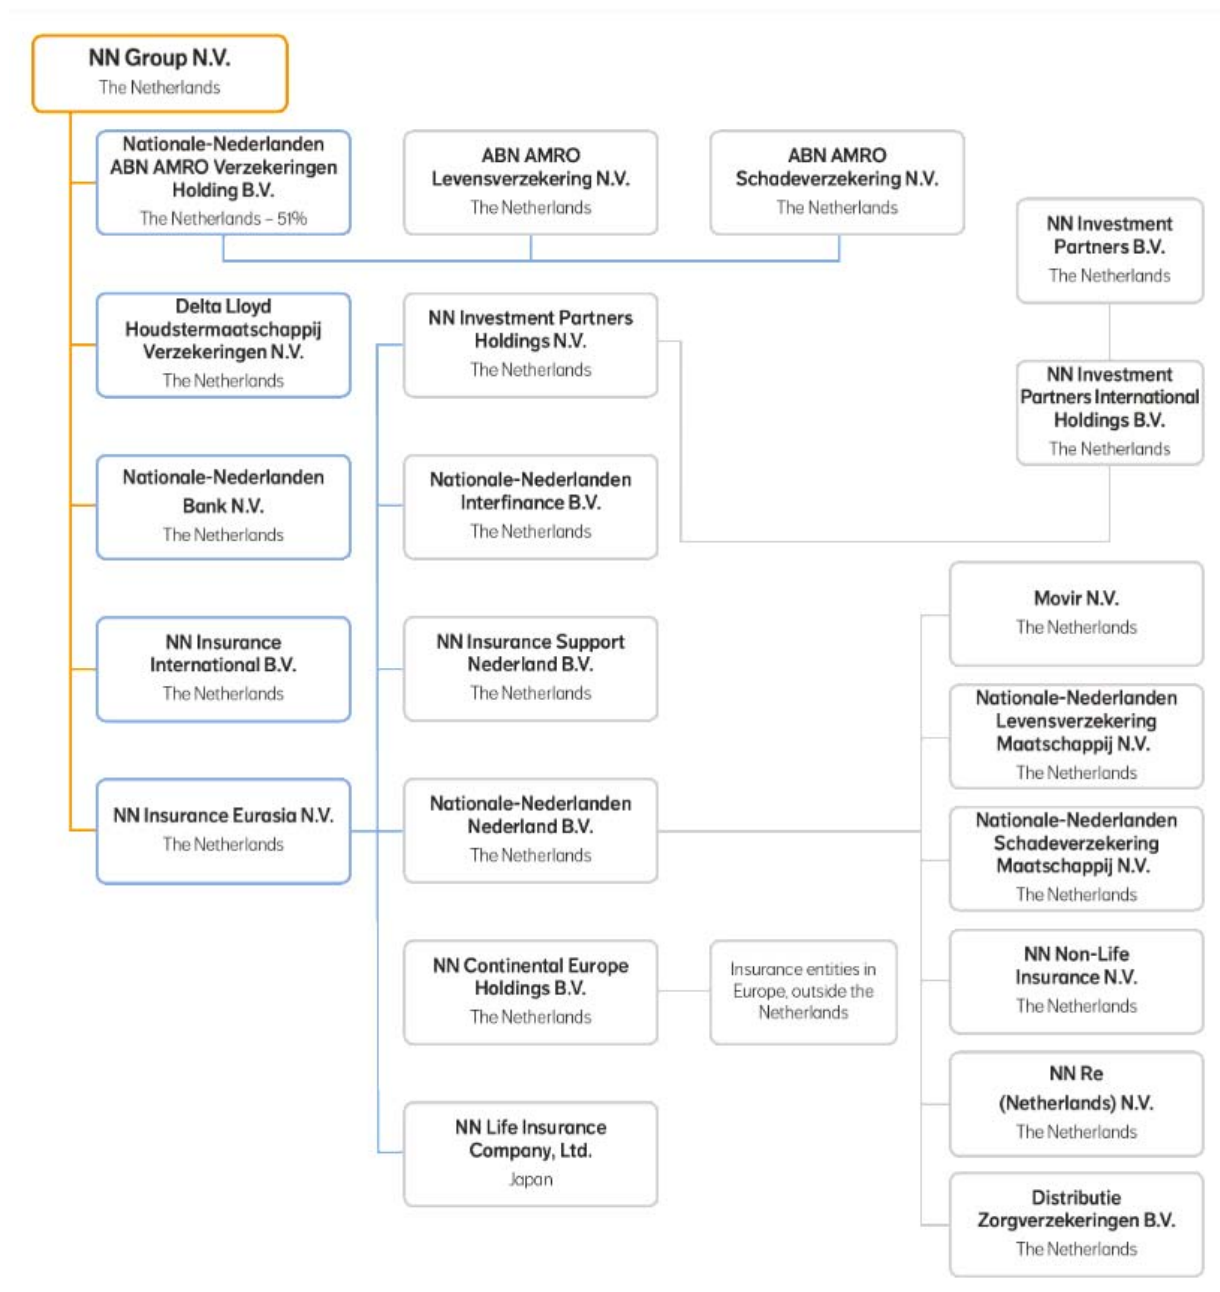 NN Group N.V.
The Netherlands
Nationale-Nederlanden
ABN AMRO Verzekeringen
Holding B.V.
The Netherlands – 51%
ABN AMRO
Levensverzekering N.V.
The Netherlands
ABN AMRO
Schadeverzekering N.V.
The Netherlands
NN Investment
Partners B.V.
The Netherlands
Delta Lloyd
Houdstermaatschappij
Verzekeringen N.V.
The Netherlands
NN Investment Partners
Holdings N.V.
The Netherlands
NN Investment
Partners International
Holdings B.V.
The Netherlands
Nationale-Nederlanden
Bank N.V.
The Netherlands
Nationale-Nederlanden
Interfinance B.V.
The Netherlands
NN Insurance
International B.V.
The Netherlands
NN Insurance Support
Nederland B.V.
The Netherlands
Movir N.V.
The Netherlands
Nationale-Nederlanden
Levensverzekering
Maatschappij N.V.
The Netherlands
NN Insurance Eurasia N.V.
The Netherlands
Nationale-Nederlanden
Nederland B.V.
The Netherlands
Nationale-Nederlanden
Schadeverzekering
Maatschappij N.V.
The Netherlands
NN Continental Europe
Holdings B.V.
The Netherlands
Insurance entities in
Europe, outside the
Netherlands
NN Non-Life
Insurance N.V.
The Netherlands
NN Re
(Netherlands) N.V.
The Netherlands
NN Life Insurance
Company, Ltd.
Japan
Distributie
Zorgverzekeringen B.V.
The Netherlands